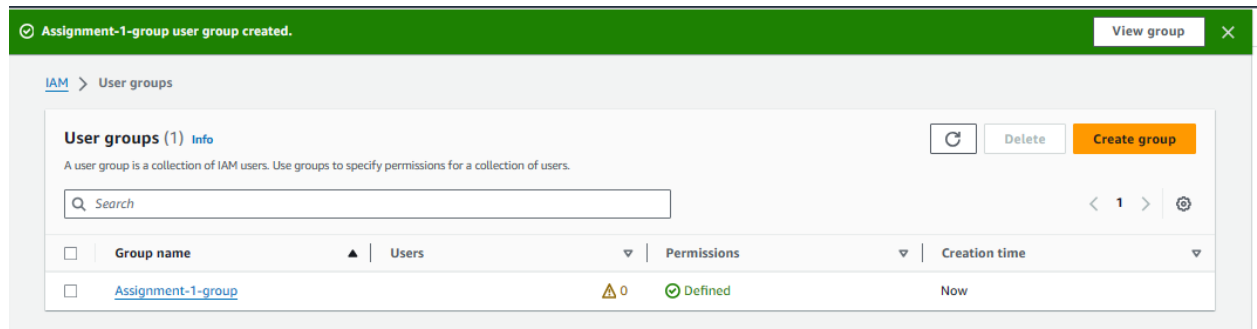 Assignment-1-group user group created.
View group
IAM > User groups
User groups (1) Info
Delete
Create group
A user group is a collection of IAM users. Use groups to specify permissions for a collection of users.
Search
1
Group name Users Permissions Creation time
Assignment-1-group 0 Defined Now